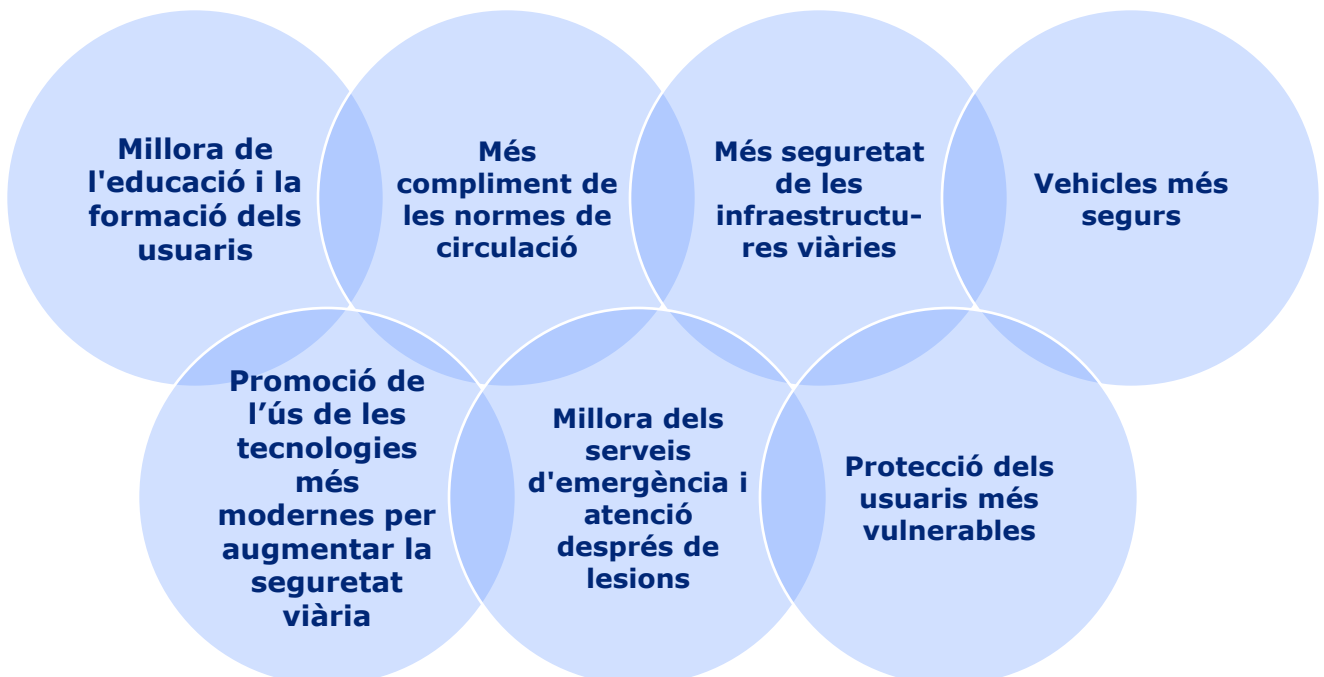 Millora de
l'educació i la
formació dels
usuaris
Més
compliment de
les normes de
circulació
Més seguretat
de les
infraestructu-
res viàries
Vehicles més
segurs
Promoció de
l’ús de les
tecnologies
més
modernes per
augmentar la
seguretat
viària
Millora dels
serveis
d'emergència i
atenció
després de
lesions
Protecció dels
usuaris més
vulnerables